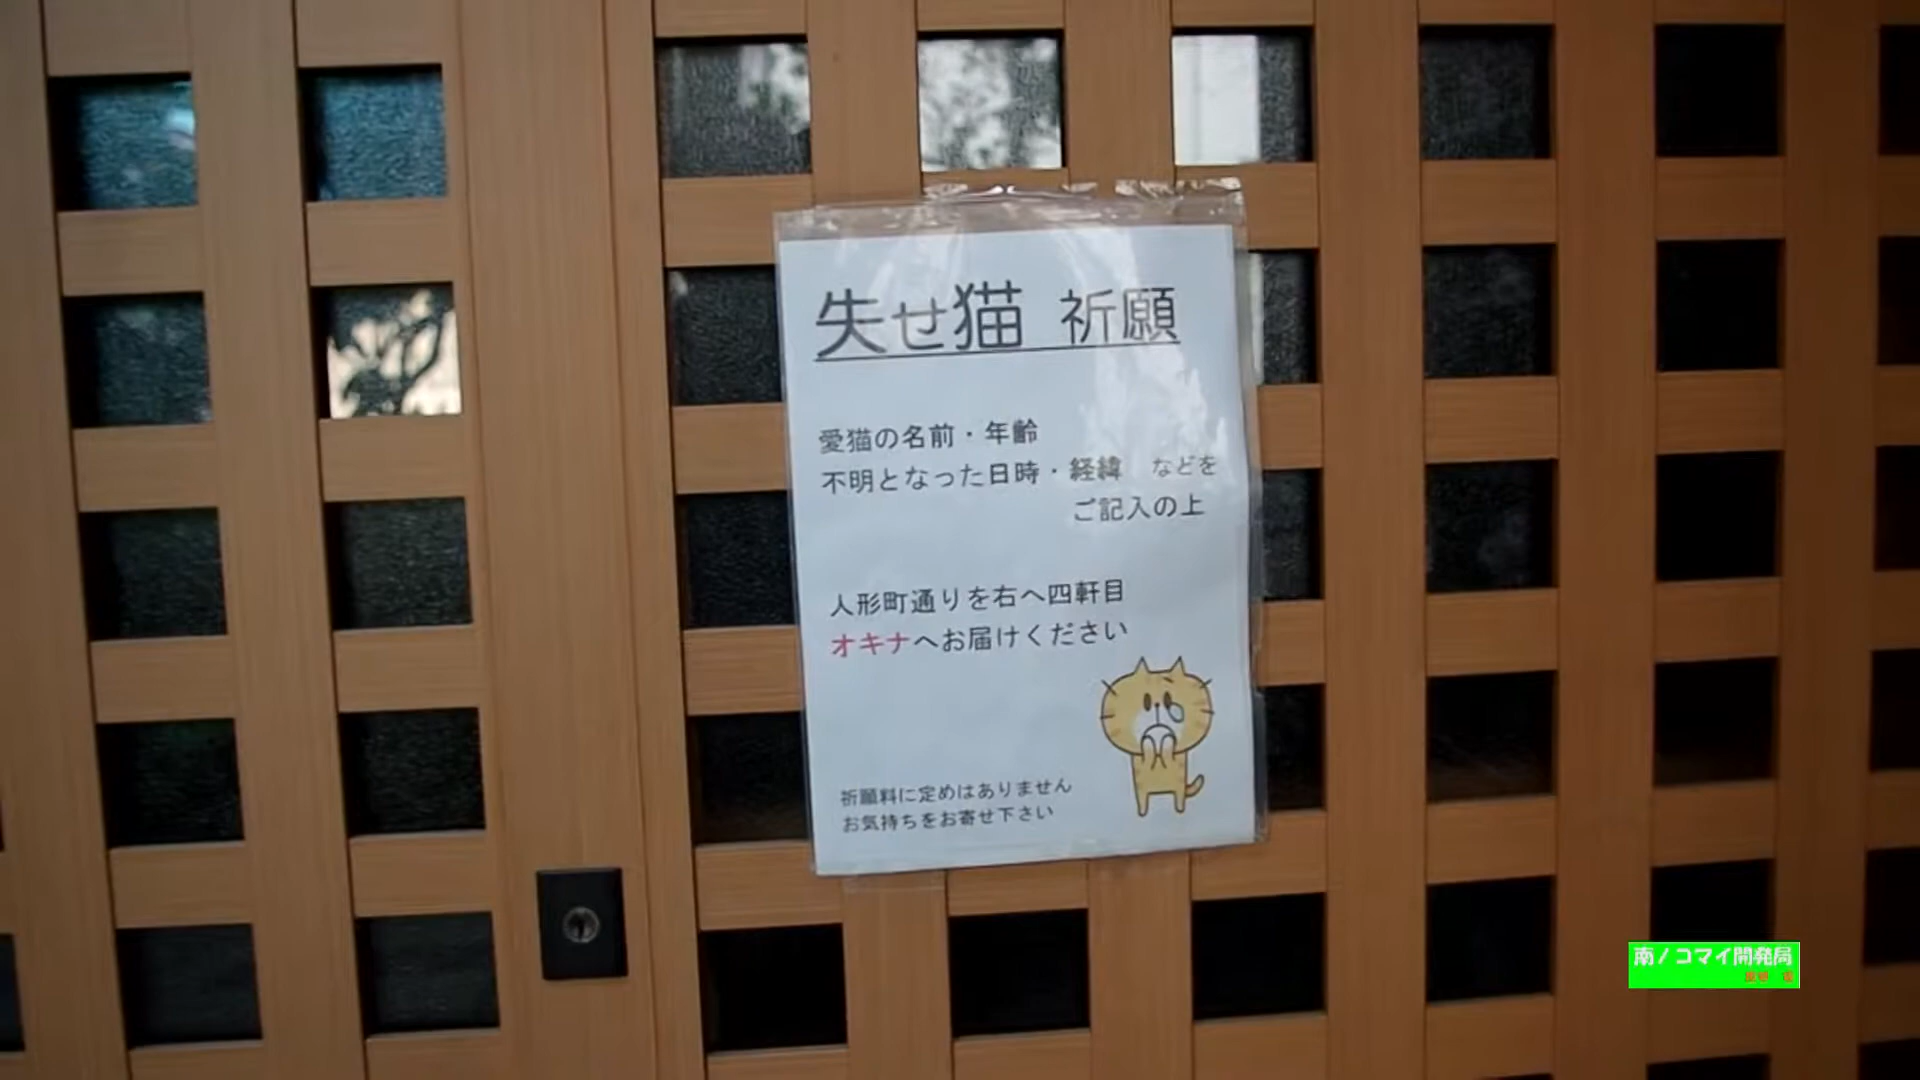 失せ猫 祈願
愛猫の名前・年齢
不明となった日時・経緯 などを
ご記入の上
人形町通りを右へ四軒目
オキナへお届けください
祈願料に定めはありません
お気持ちをお寄せ下さい
南ノコマイ開発局